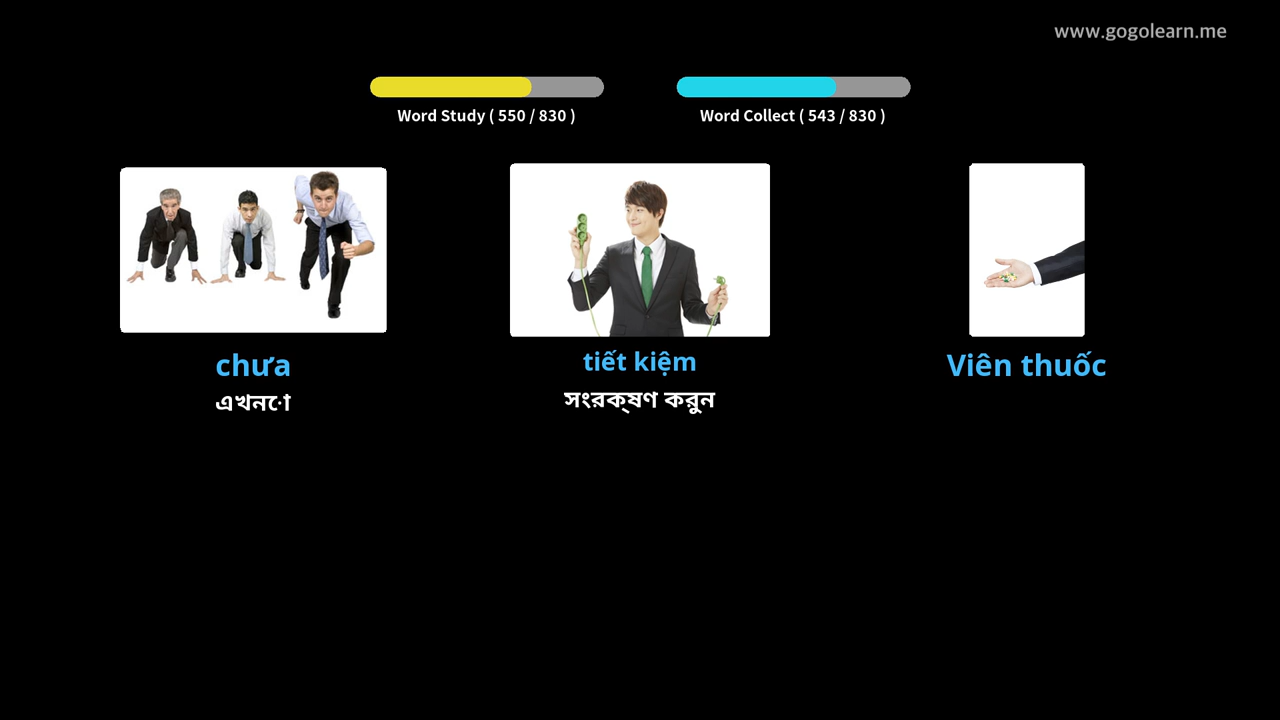 www.gogolearn.me
Word Study ( 550 / 830 )
Word Collect ( 543 / 830 )
chưa
এখনো
tiết kiệm
সংরক্ষণ করুন
Viên thuốc